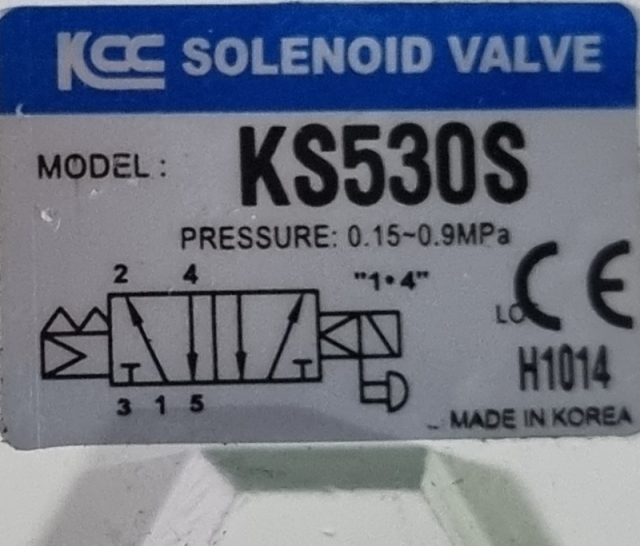 KCC SOLENOID VALVE
MODEL : KS530S
PRESSURE: 0.15~0.9MPa
2 4 "1•4"
CE
LO
H1014
3 1 5
MADE IN KOREA